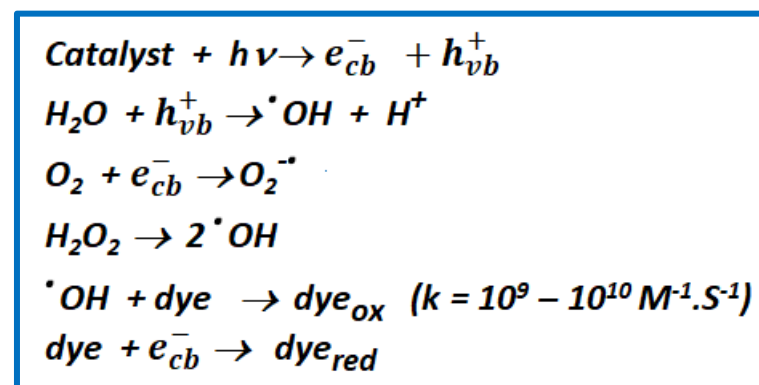 Catalyst + hν→ e⁻cb + h⁺vb
H₂O + h⁺vb →•OH + H⁺
O₂ + e⁻cb →O₂⁻•
H₂O₂ → 2•OH
•OH + dye → dyeox (k = 10⁹ – 10¹⁰ M⁻¹.S⁻¹)
dye + e⁻cb → dyered